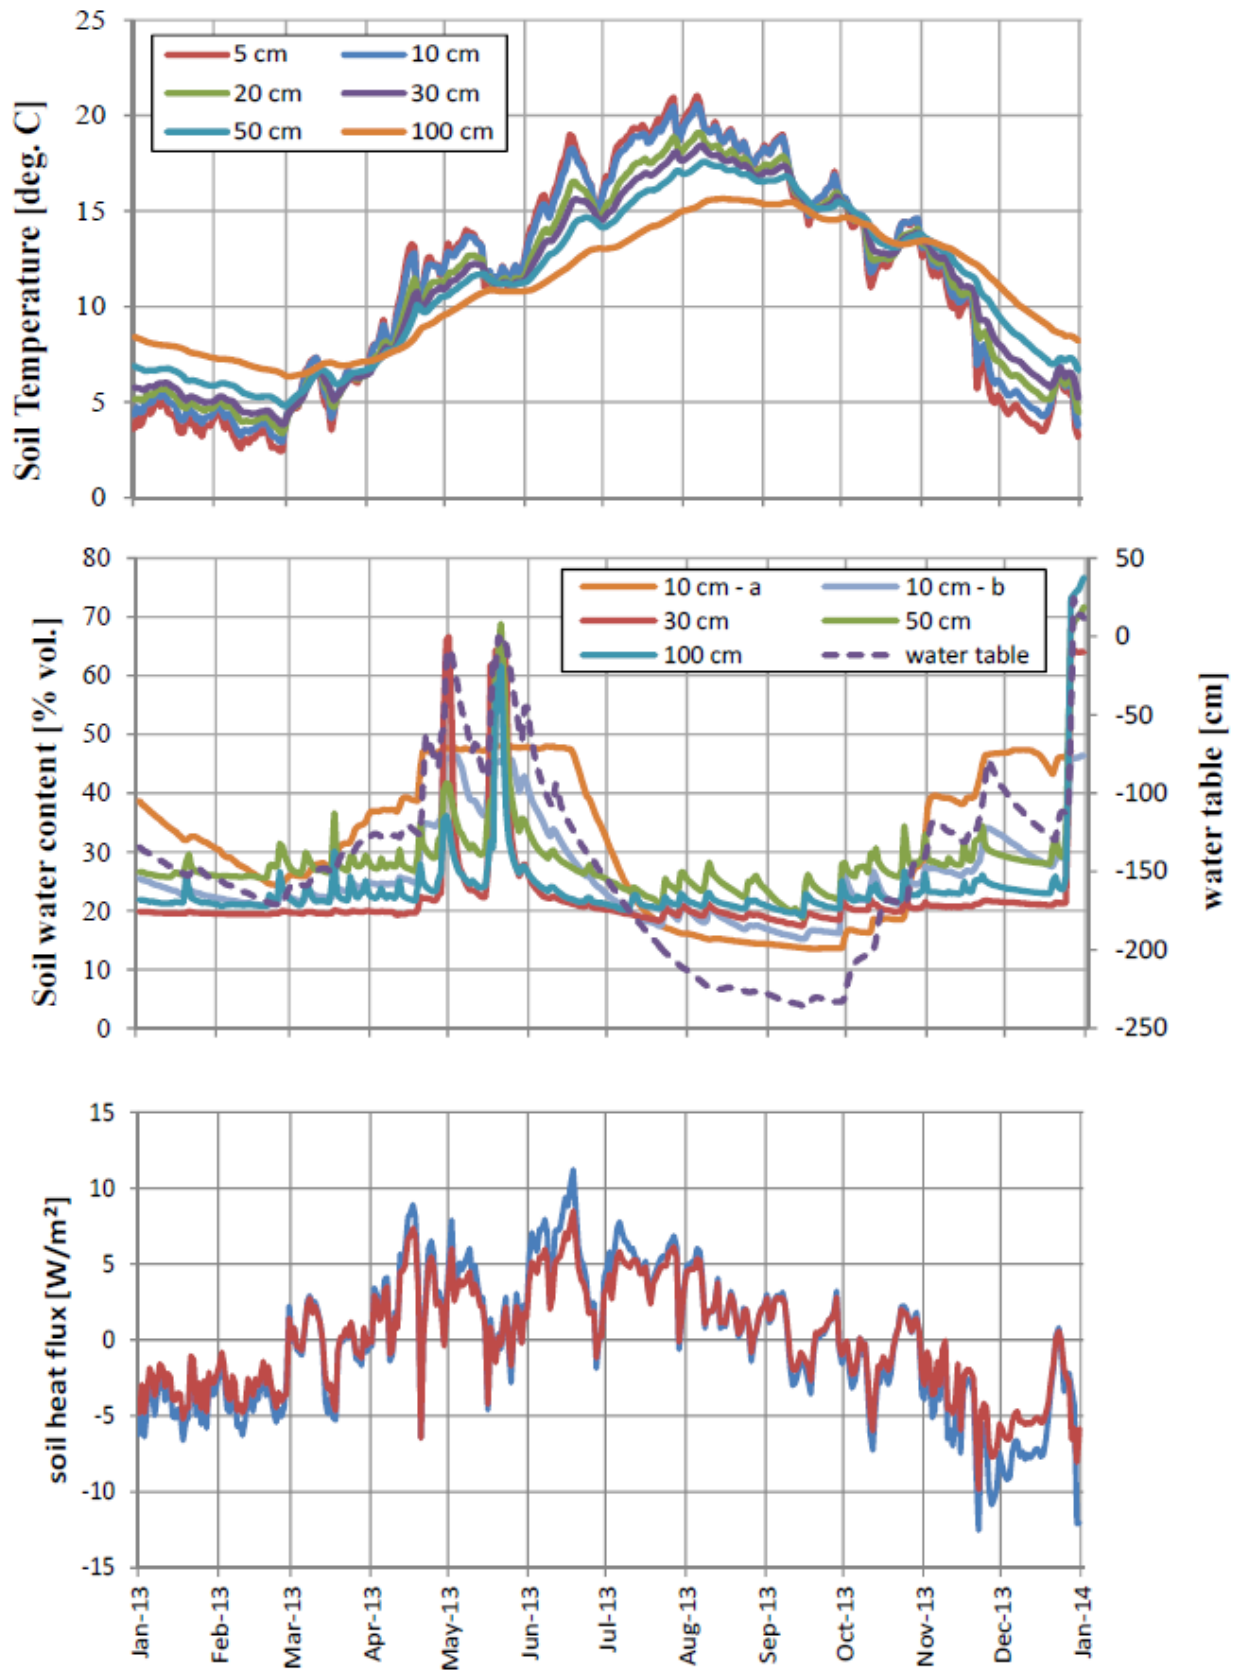 Soil Temperature [deg. C]
25
20
15
10
5
0
5 cm
10 cm
20 cm
30 cm
50 cm
100 cm
Soil water content [% vol.]
80
70
60
50
40
30
20
10
0
10 cm - a
10 cm - b
30 cm
50 cm
100 cm
water table
50
0
-50
-100
-150
-200
-250
water table [cm]
soil heat flux [W/m²]
15
10
5
0
-5
-10
-15
Jan-13
Feb-13
Mar-13
Apr-13
May-13
Jun-13
Jul-13
Aug-13
Sep-13
Oct-13
Nov-13
Dec-13
Jan-14